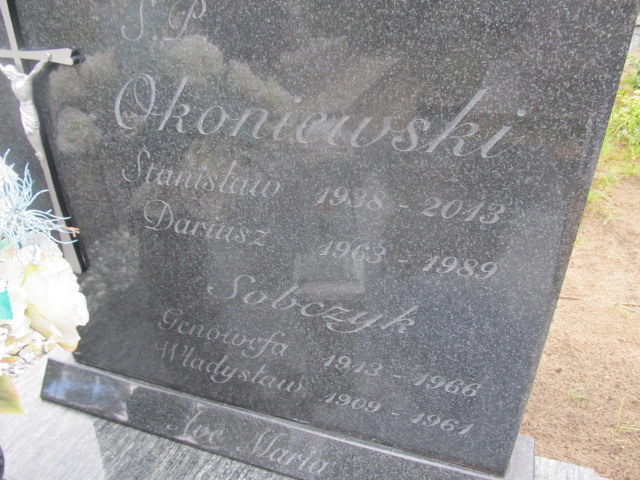 Ś.P.
Okoniewski
Stanisław 1938 - 2013
Dariusz 1963 - 1989
Sobczyk
Genowefa 1913 - 1966
Władysław 1909 - 1961
Ave Maria